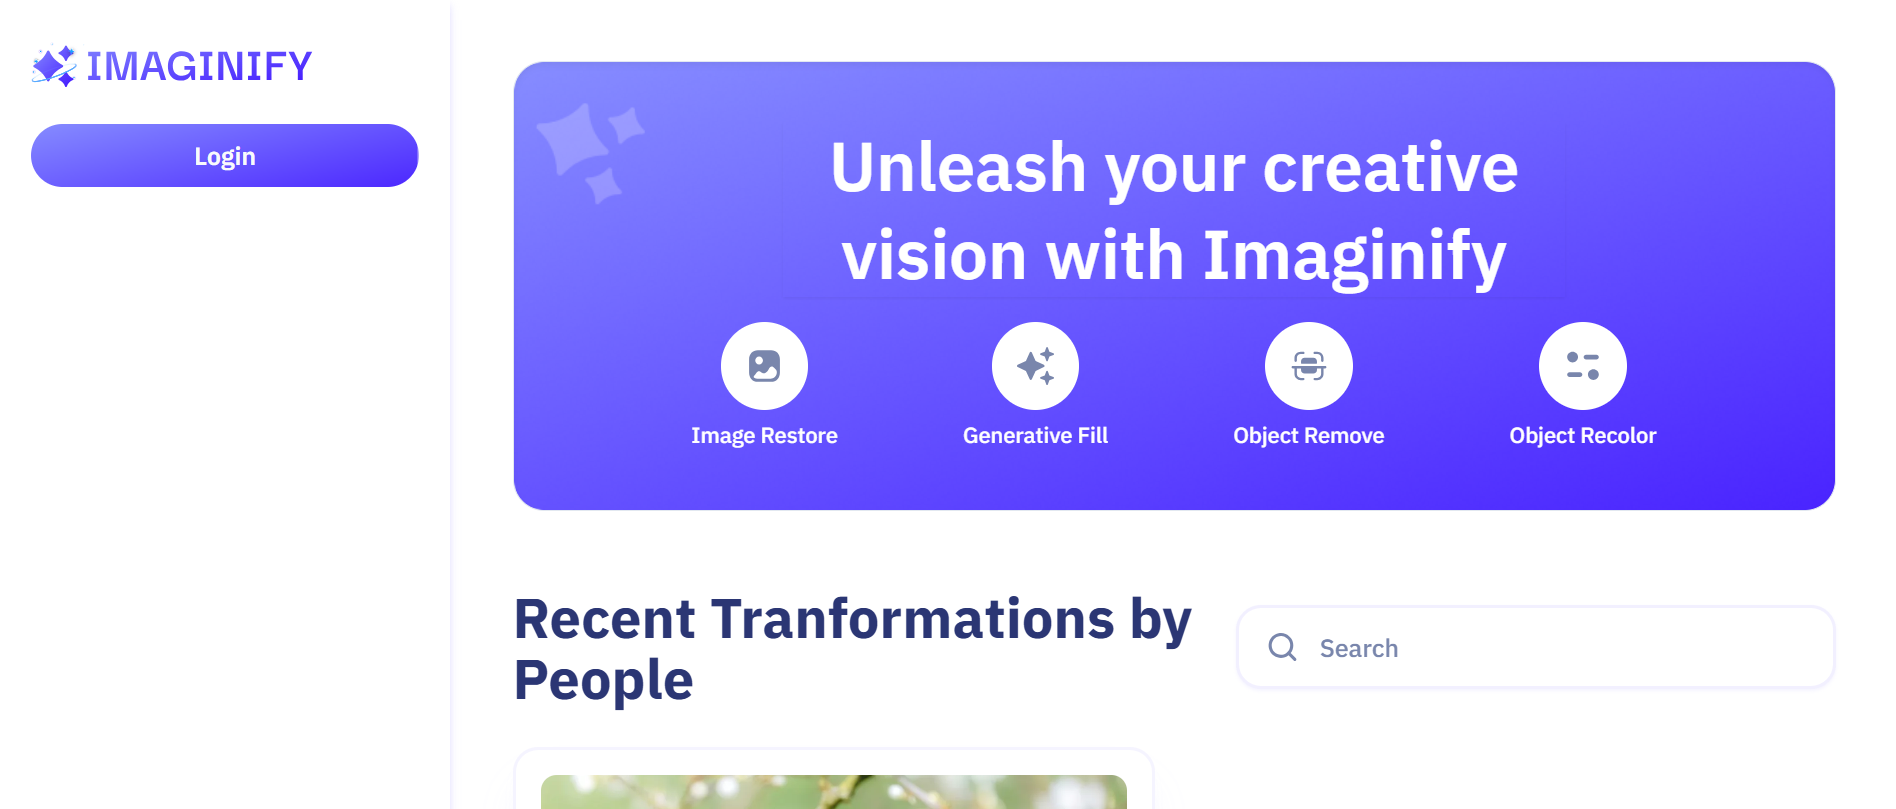 IMAGINIFY
Login
Unleash your creative
vision with Imaginify
Image Restore
Generative Fill
Object Remove
Object Recolor
Recent Tranformations by
People
Search